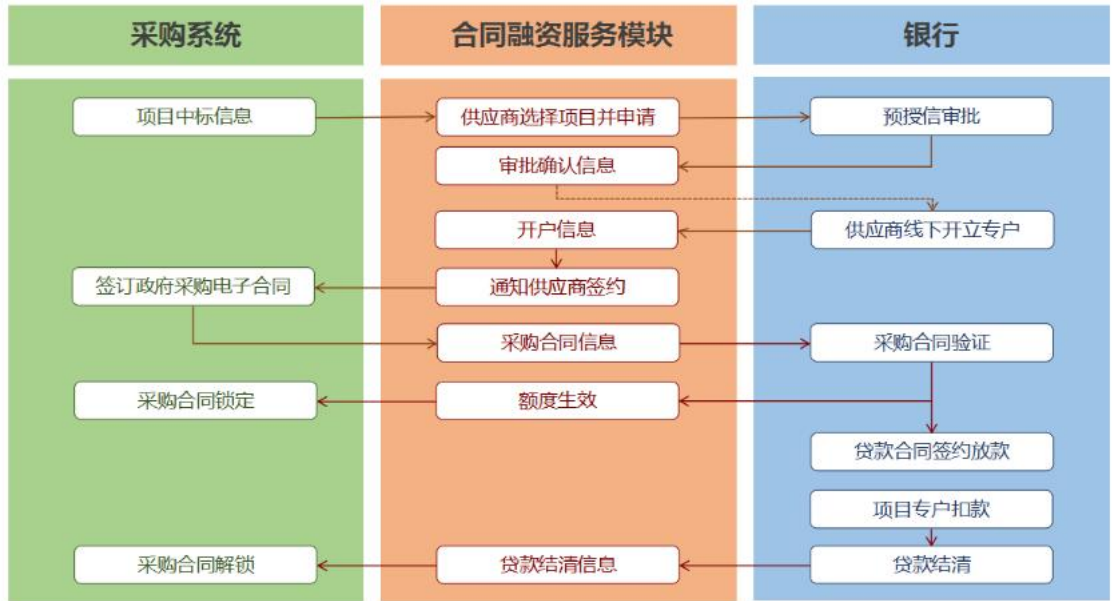 采购系统
合同融资服务模块
银行
项目中标信息
供应商选择项目并申请
预授信审批
审批确认信息
开户信息
供应商线下开立专户
签订政府采购电子合同
通知供应商签约
采购合同信息
采购合同验证
采购合同锁定
额度生效
贷款合同签约放款
项目专户扣款
采购合同解锁
贷款结清信息
贷款结清